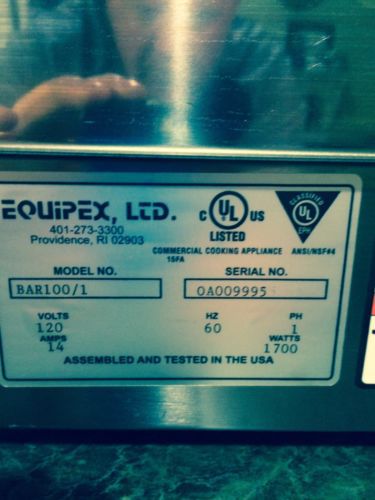 EQUIPEX, LTD.
401-273-3300
Providence, RI 02903
C UL US
LISTED
CLASSIFIED
UL
EPH
COMMERCIAL COOKING APPLIANCE
15FA
ANSI/NSF#4
MODEL NO.
SERIAL NO.
BAR100/1
0A009995
VOLTS
HZ
PH
120
60
1
AMPS
WATTS
14
1700
ASSEMBLED AND TESTED IN THE USA